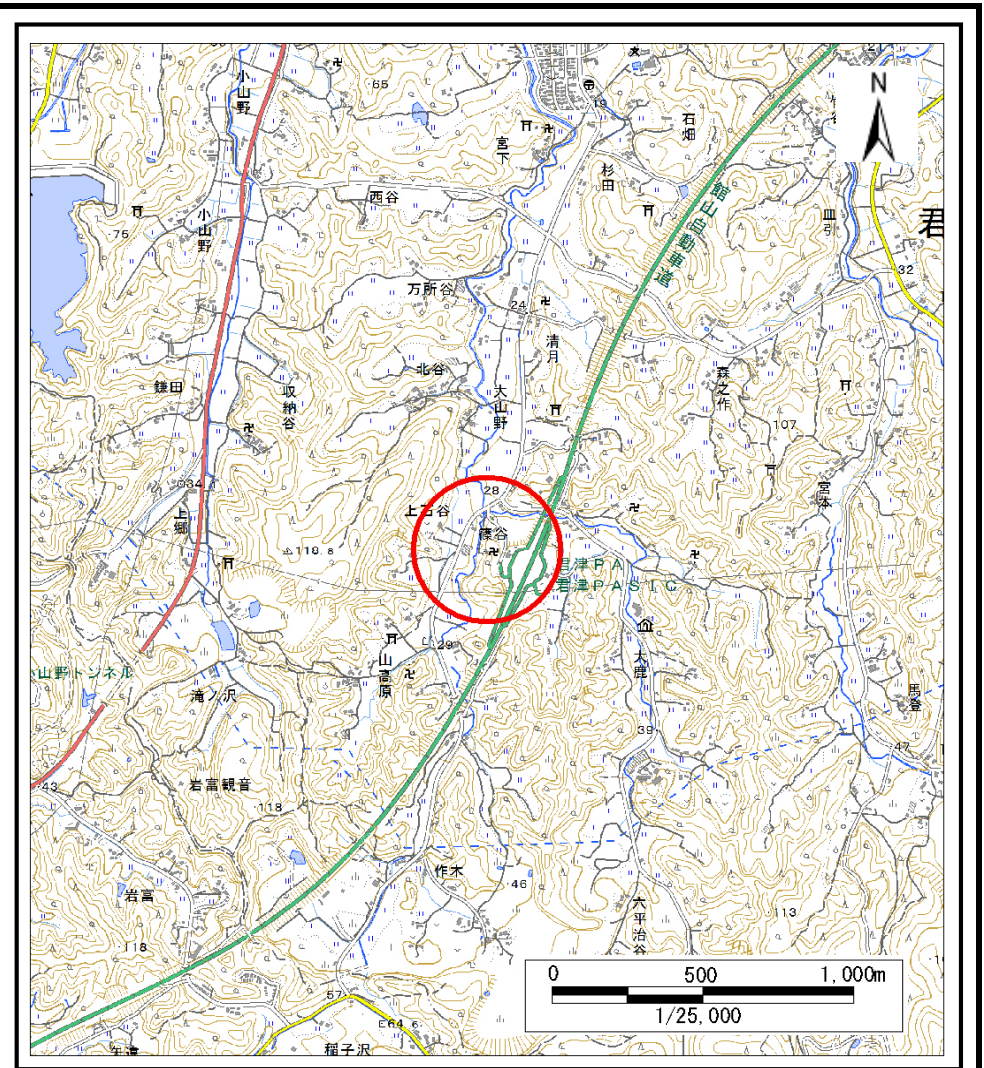 小山野
65
宮下
19
石畑
21
N
杉田
西谷
75
小山野
館山自動車道
皿引
君
32
万所谷
24
清月
北谷
大山野
鎌田
収納谷
森之作
107
34
上郷
28
篠谷
宮本
119.8
君津PA
君津PASIC
29
山高原
大鹿
山野トンネル
滝ノ沢
馬登
39
47
43
岩富観音
118
作木
46
岩富
六平治谷
113
118
57
64.6
稲子沢
0 500 1,000m
1/25,000